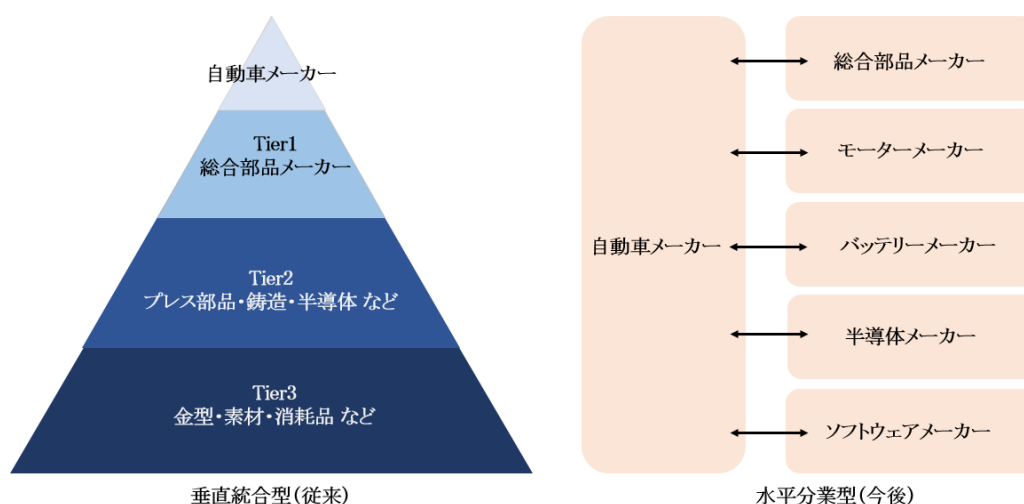 自動車メーカー
Tier1
総合部品メーカー
Tier2
プレス部品・鋳造・半導体 など
Tier3
金型・素材・消耗品 など
垂直統合型(従来)
自動車メーカー
総合部品メーカー
モーターメーカー
バッテリーメーカー
半導体メーカー
ソフトウェアメーカー
水平分業型(今後)